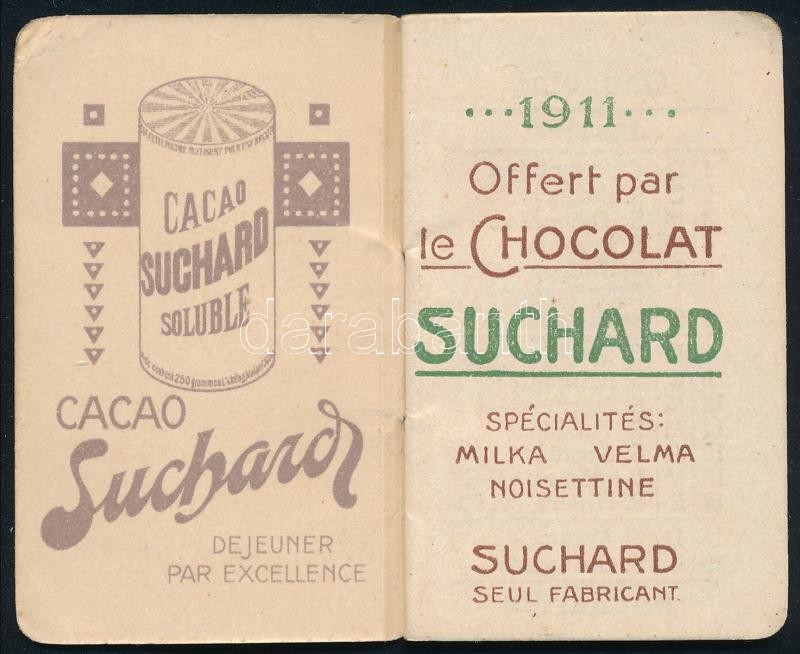 CACAO
SUCHARD
SOLUBLE
CACAO
Suchard
DEJEUNER
PAR EXCELLENCE
···1911···
Offert par
le CHOCOLAT
SUCHARD
SPÉCIALITÉS:
MILKA VELMA
NOISETTINE
SUCHARD
SEUL FABRICANT.
darabanth